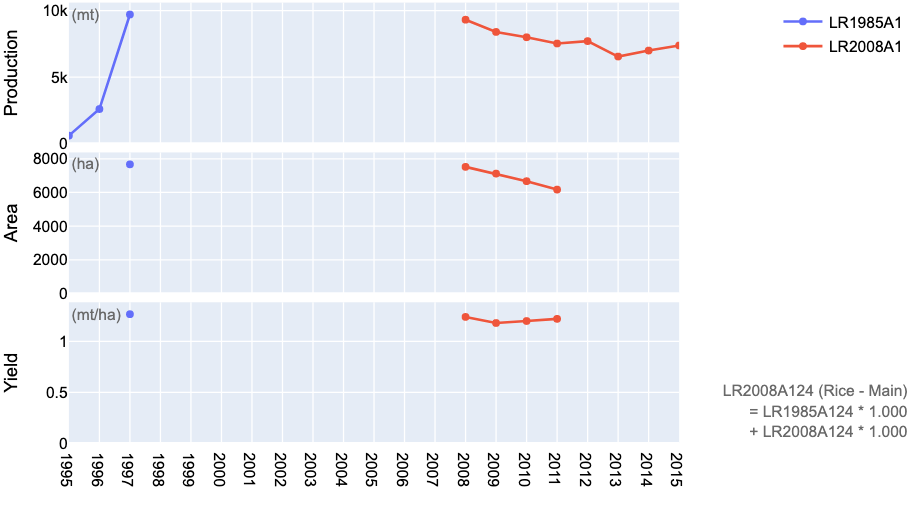 Production
(mt)
10k
5k
0
LR1985A1
LR2008A1
Area
(ha)
8000
6000
4000
2000
0
Yield
(mt/ha)
1
0.5
0
1995
1996
1997
1998
1999
2000
2001
2002
2003
2004
2005
2006
2007
2008
2009
2010
2011
2012
2013
2014
2015
LR2008A124 (Rice - Main)
= LR1985A124 * 1.000
+ LR2008A124 * 1.000